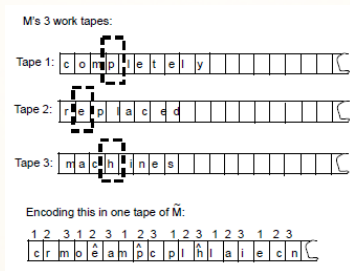 M's 3 work tapes:
Tape 1: c o m p l e t e l y
Tape 2: r e p l a c e d
Tape 3: m a c h i n e s
Encoding this in one tape of M̃:
1 2 3 1 2 3 1 2 3 1 2 3 1 2 3 1 2 3
c r m o ê a m p̂ c p l ĥ l a i e c n